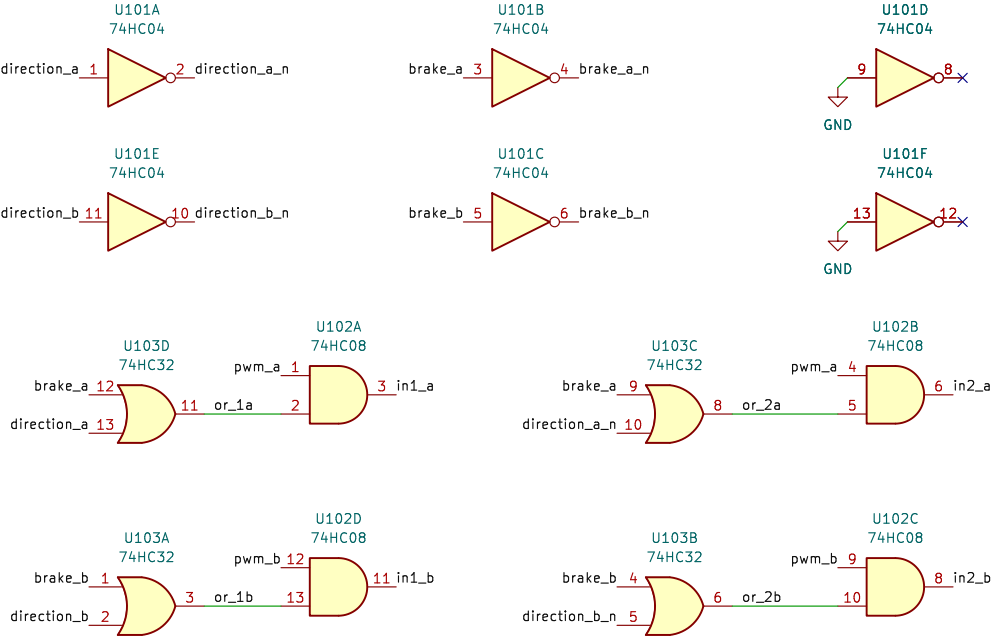 U101A
74HC04
direction_a 1 2 direction_a_n
U101B
74HC04
brake_a 3 4 brake_a_n
U101D
74HC04
9 8
GND
U101E
74HC04
direction_b 11 10 direction_b_n
U101C
74HC04
brake_b 5 6 brake_b_n
U101F
74HC04
13 12
GND
U103D
74HC32
brake_a 12
direction_a 13
11 or_1a
U102A
74HC08
pwm_a 1
2
3 in1_a
U103C
74HC32
brake_a 9
direction_a_n 10
8 or_2a
U102B
74HC08
pwm_a 4
5
6 in2_a
U103A
74HC32
brake_b 1
direction_b 2
3 or_1b
U102D
74HC08
pwm_b 12
13
11 in1_b
U103B
74HC32
brake_b 4
direction_b_n 5
6 or_2b
U102C
74HC08
pwm_b 9
10
8 in2_b